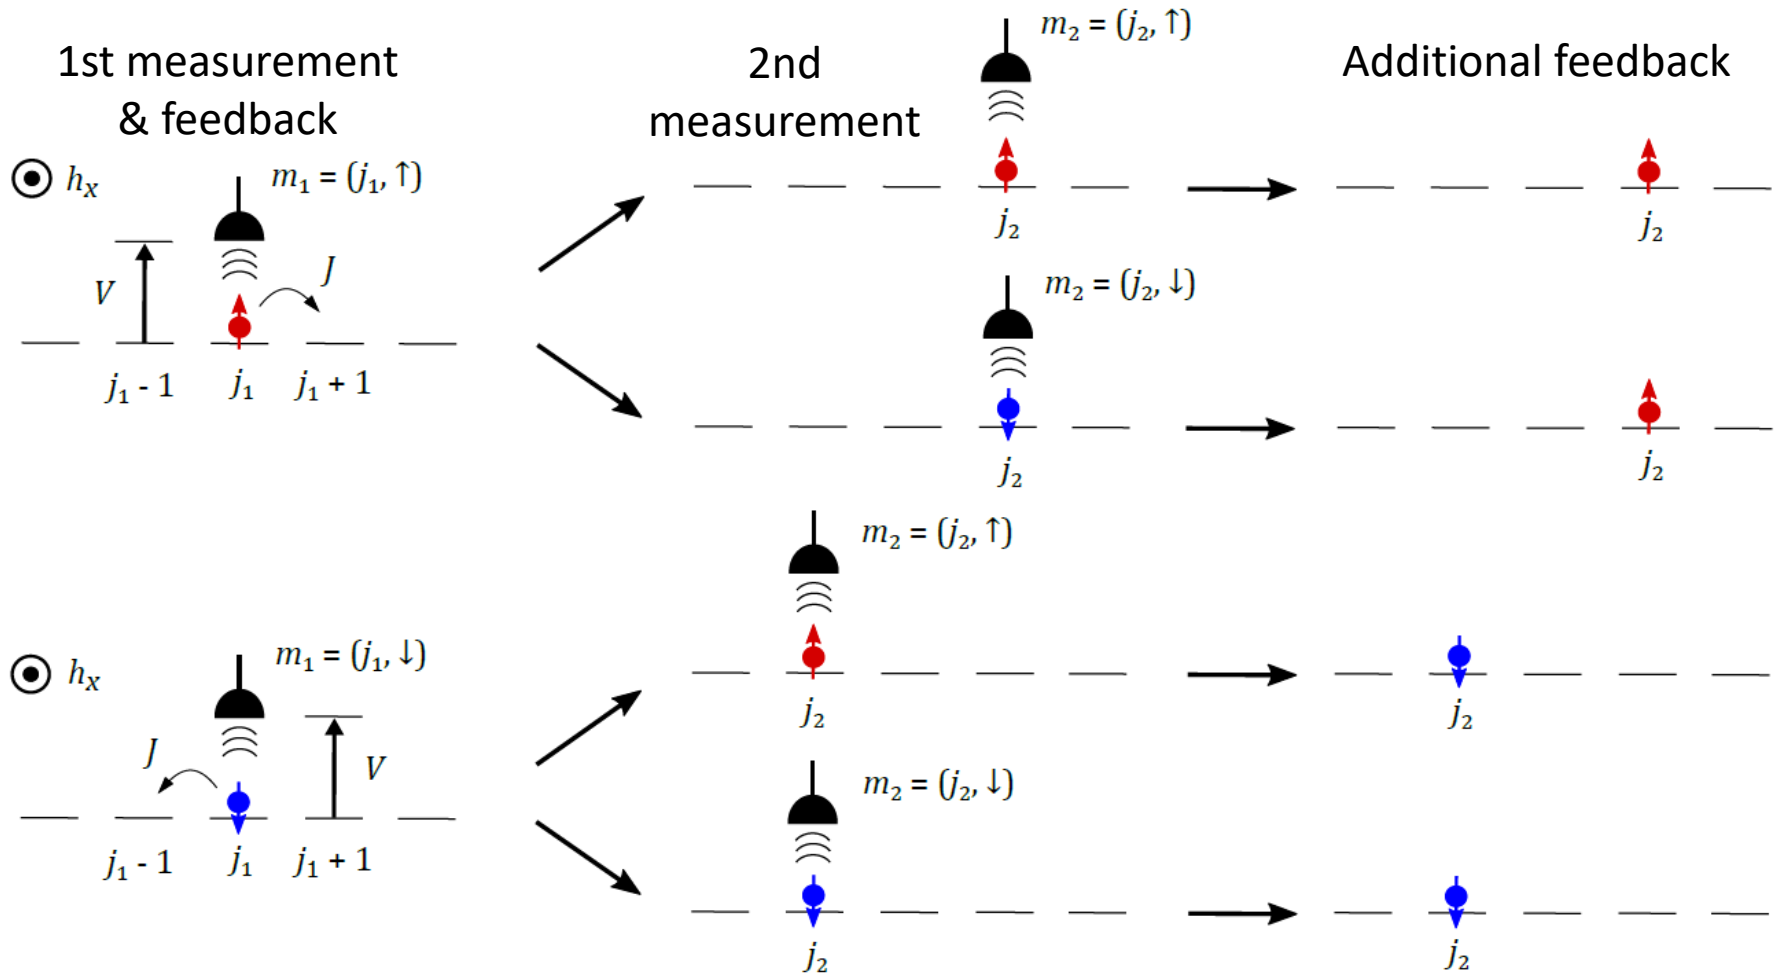 1st measurement
& feedback
2nd
measurement
Additional feedback
m₂ = (j₂, ↑)
hₓ
m₁ = (j₁, ↑)
V
J
j₁ - 1
j₁
j₁ + 1
j₂
j₂
m₂ = (j₂, ↓)
j₂
j₂
m₂ = (j₂, ↑)
hₓ
m₁ = (j₁, ↓)
J
V
j₁ - 1
j₁
j₁ + 1
j₂
j₂
m₂ = (j₂, ↓)
j₂
j₂